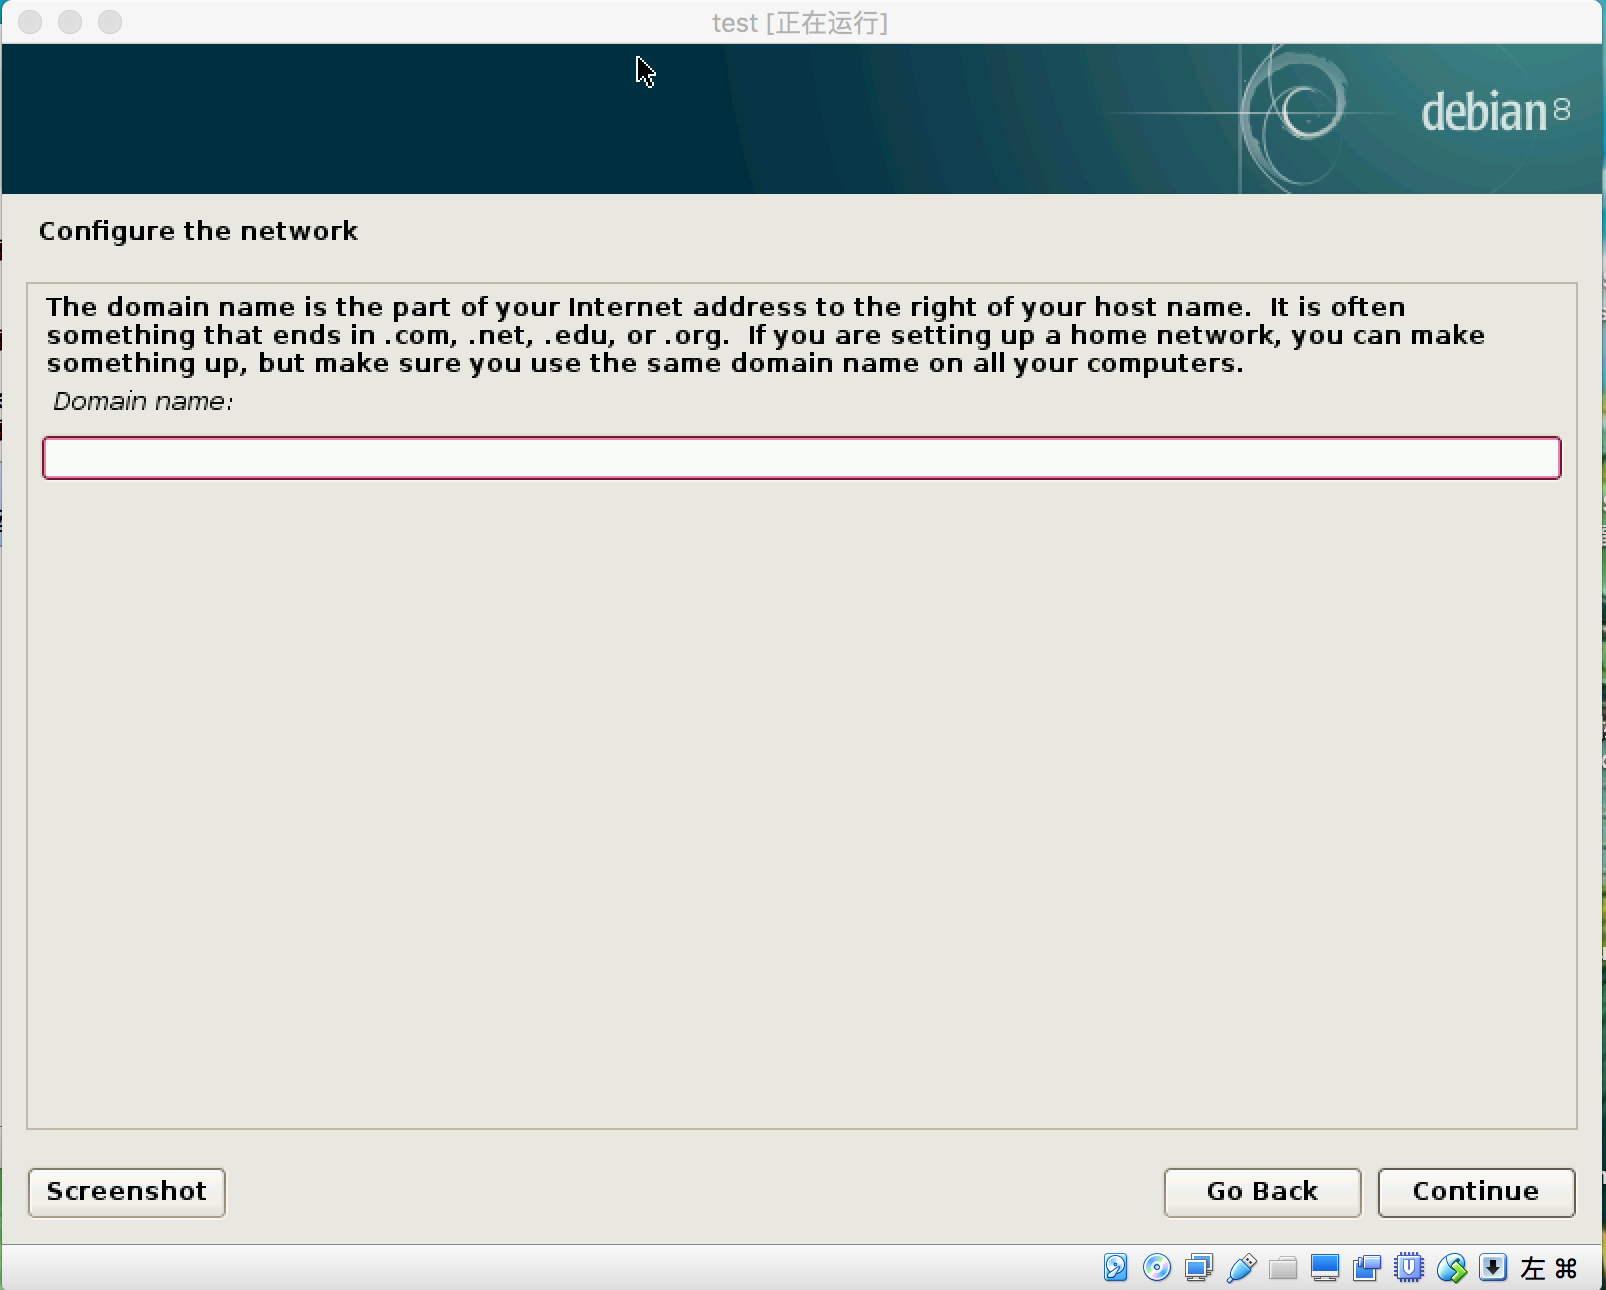 test [正在运行]
debian 8
Configure the network
The domain name is the part of your Internet address to the right of your host name.  It is often
something that ends in .com, .net, .edu, or .org.  If you are setting up a home network, you can make
something up, but make sure you use the same domain name on all your computers.
Domain name:
Screenshot
Go Back
Continue
左 ⌘